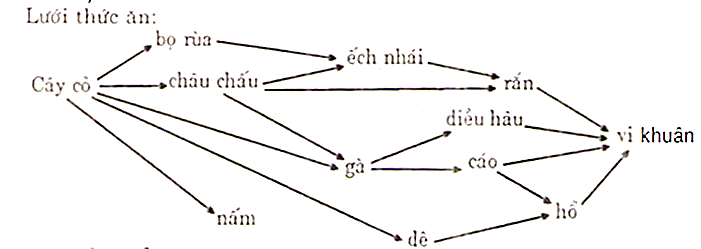 Lưới thức ăn:
bọ rùa
ếch nhái
Cây cỏ
châu chấu
rắn
diều hâu
vi khuẩn
gà
cáo
nấm
hổ
dê